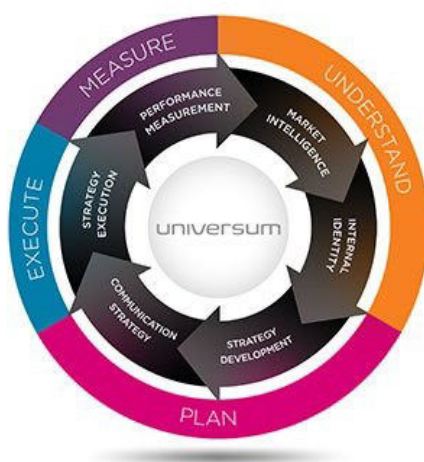 MEASURE
UNDERSTAND
PLAN
EXECUTE
PERFORMANCE
MEASUREMENT
MARKET
INTELLIGENCE
INTERNAL
IDENTITY
STRATEGY
DEVELOPMENT
COMMUNICATION
STRATEGY
STRATEGY
EXECUTION
universum